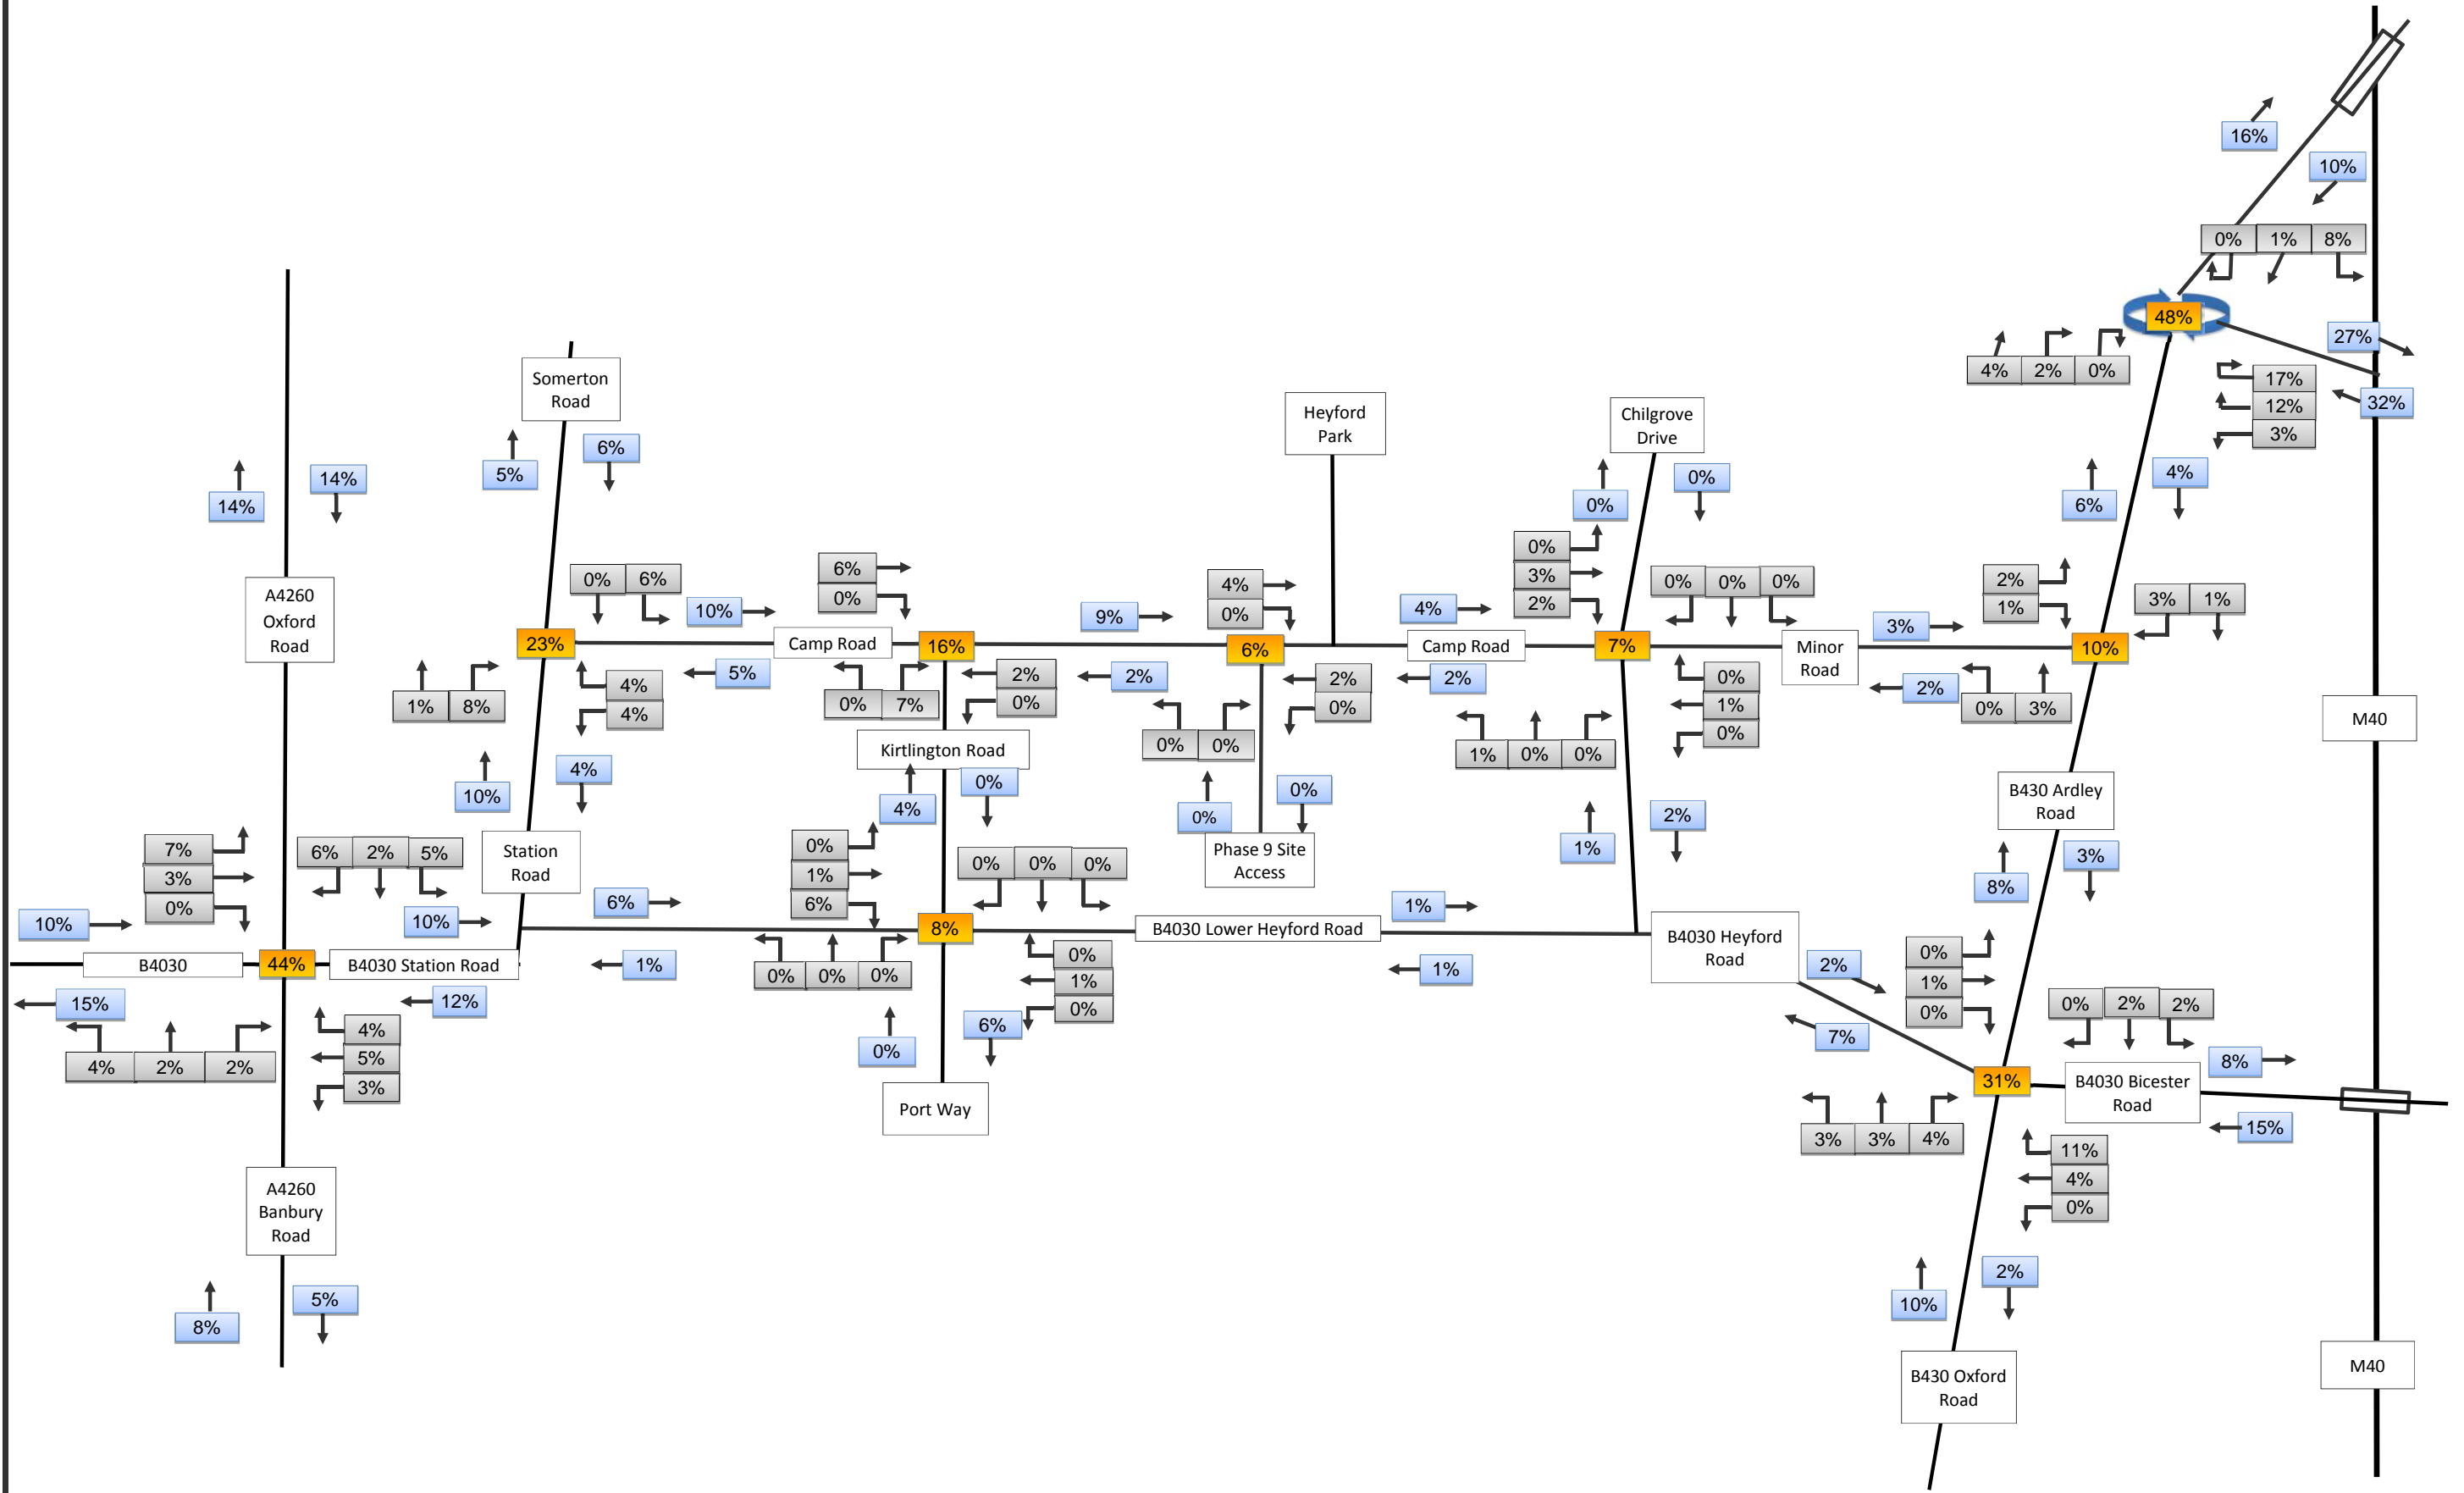 16%
10%
0% 1% 8%
48%
27%
4% 2% 0%
17%
32%
12%
3%
Somerton
Road
Heyford
Park
Chilgrove
Drive
6%
5%
14%
14%
0%
0%
4%
6%
A4260
Oxford
Road
0% 6%
10%
6%
0%
9%
4%
0%
4%
0%
3%
2%
0% 0% 0%
3%
2%
1%
3% 1%
23%
Camp Road
16%
6%
Camp Road
7%
Minor
Road
10%
1% 8%
4%
4%
5%
0% 7%
2%
0%
2%
2%
0%
2%
0%
1%
0%
2%
0% 3%
M40
Kirtlington Road
0% 0%
1% 0% 0%
10%
4%
4%
0%
0%
0%
1%
2%
B430 Ardley
Road
7%
3%
0%
6% 2% 5%
Station
Road
0%
1%
6%
0% 0% 0%
Phase 9 Site
Access
8%
3%
10%
10%
6%
1%
B4030
44%
B4030 Station Road
8%
B4030 Lower Heyford Road
B4030 Heyford
Road
2%
0%
1%
0%
15%
12%
1%
0% 0% 0%
0%
1%
0%
1%
0% 2% 2%
4% 2% 2%
4%
5%
3%
0%
6%
7%
31%
B4030 Bicester
Road
8%
15%
Port Way
3% 3% 4%
11%
4%
0%
A4260
Banbury
Road
8%
5%
10%
2%
B430 Oxford
Road
M40